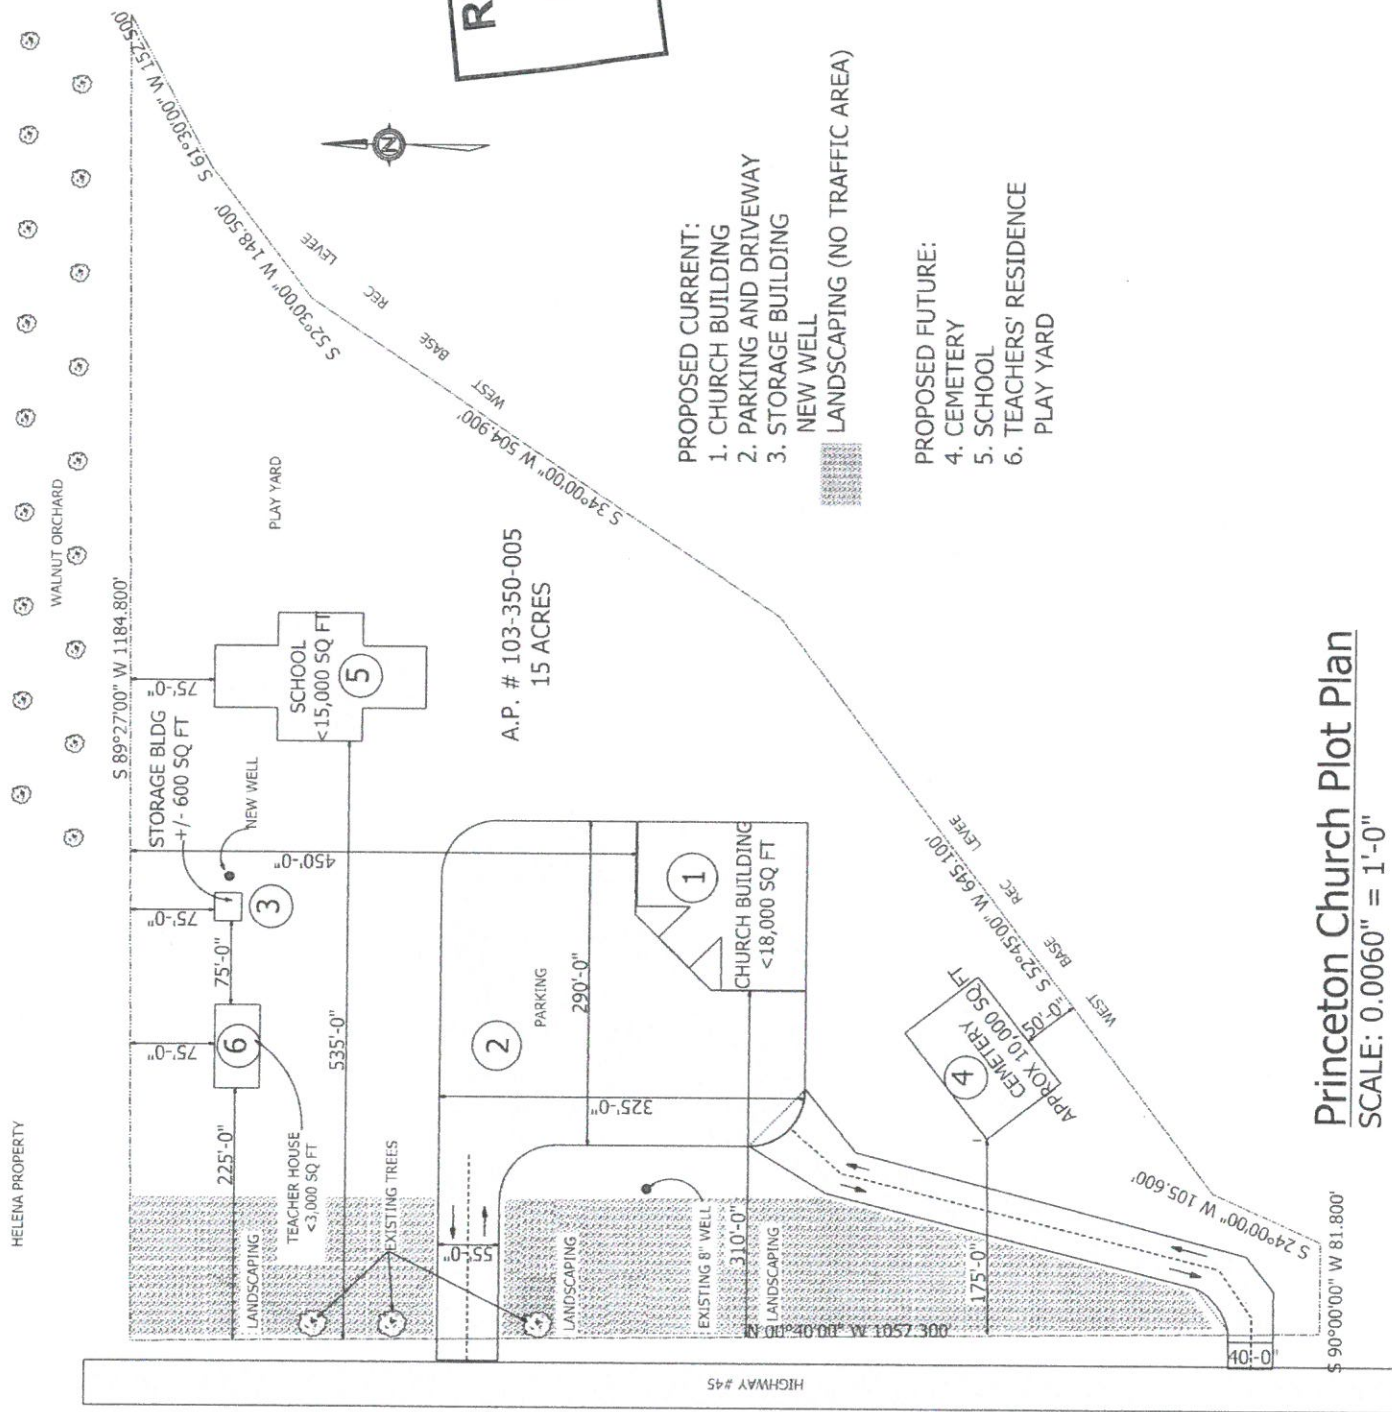 HELENA PROPERTY
WALNUT ORCHARD
S 89°27'00" W 1184.800'
S 61°30'00" W 152.500'
S 52°30'00" W 148.500'
WEST BASE REC LEVEE
S 34°00'00" W 504.900'
R
N
STORAGE BLDG
+/- 600 SQ FT
75'-0"
75'-0"
75'-0"
75'-0"
NEW WELL
3
6
225'-0"
TEACHER HOUSE
<3,000 SQ FT
535'-0"
450'-0"
SCHOOL
<15,000 SQ FT
5
PLAY YARD
A.P. # 103-350-005
15 ACRES
LANDSCAPING
EXISTING TREES
55'-0"
2
PARKING
290'-0"
325'-0"
1
CHURCH BUILDING
<18,000 SQ FT
LANDSCAPING
EXISTING 8" WELL
310'-0"
LANDSCAPING
N 00°40'00" W 1057.300'
175'-0"
4
CEMETERY
APPROX 10,000 SQ FT
50'-0"
S 52°45'00" W 645.100'
WEST BASE REC LEVEE
S 24°00'00" W 105.600'
S 90°00'00" W 81.800'
40'-0"
HIGHWAY #45
PROPOSED CURRENT:
1. CHURCH BUILDING
2. PARKING AND DRIVEWAY
3. STORAGE BUILDING
NEW WELL
LANDSCAPING (NO TRAFFIC AREA)
PROPOSED FUTURE:
4. CEMETERY
5. SCHOOL
6. TEACHERS' RESIDENCE
PLAY YARD
Princeton Church Plot Plan
SCALE: 0.0060" = 1'-0"